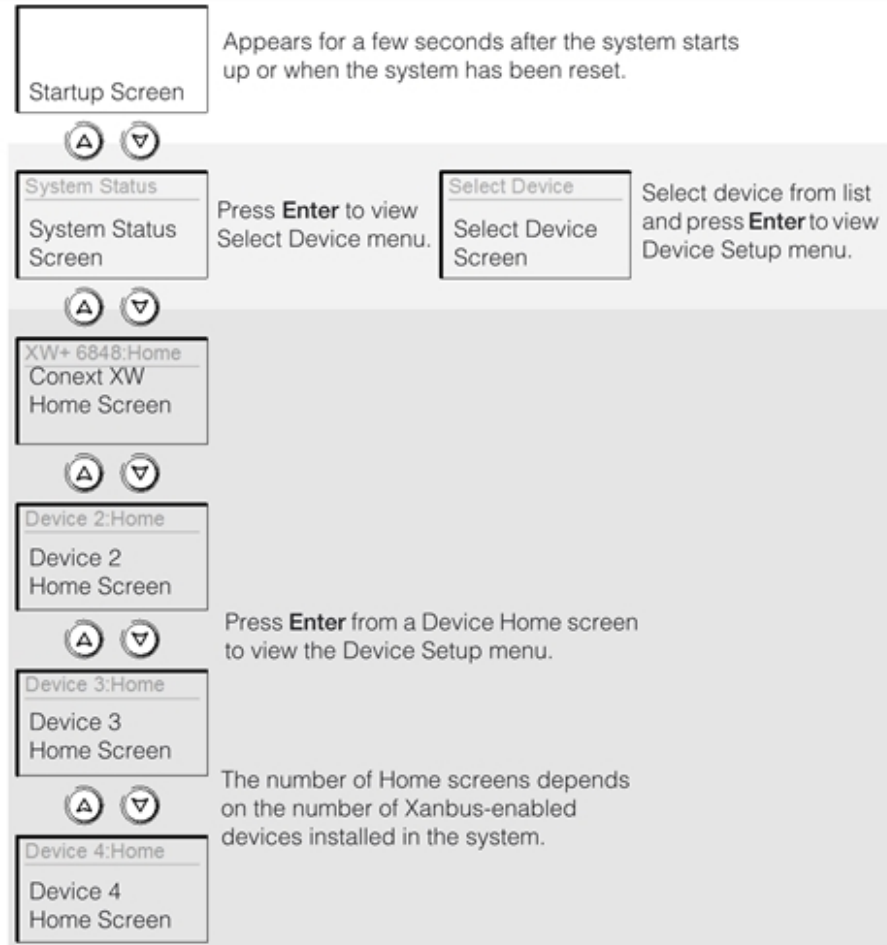 Appears for a few seconds after the system starts
up or when the system has been reset.
Startup Screen
System Status
System Status
Screen
Press Enter to view
Select Device menu.
Select Device
Select Device
Screen
Select device from list
and press Enter to view
Device Setup menu.
XW+ 6848:Home
Conext XW
Home Screen
Device 2:Home
Device 2
Home Screen
Press Enter from a Device Home screen
to view the Device Setup menu.
Device 3:Home
Device 3
Home Screen
The number of Home screens depends
on the number of Xanbus-enabled
devices installed in the system.
Device 4:Home
Device 4
Home Screen